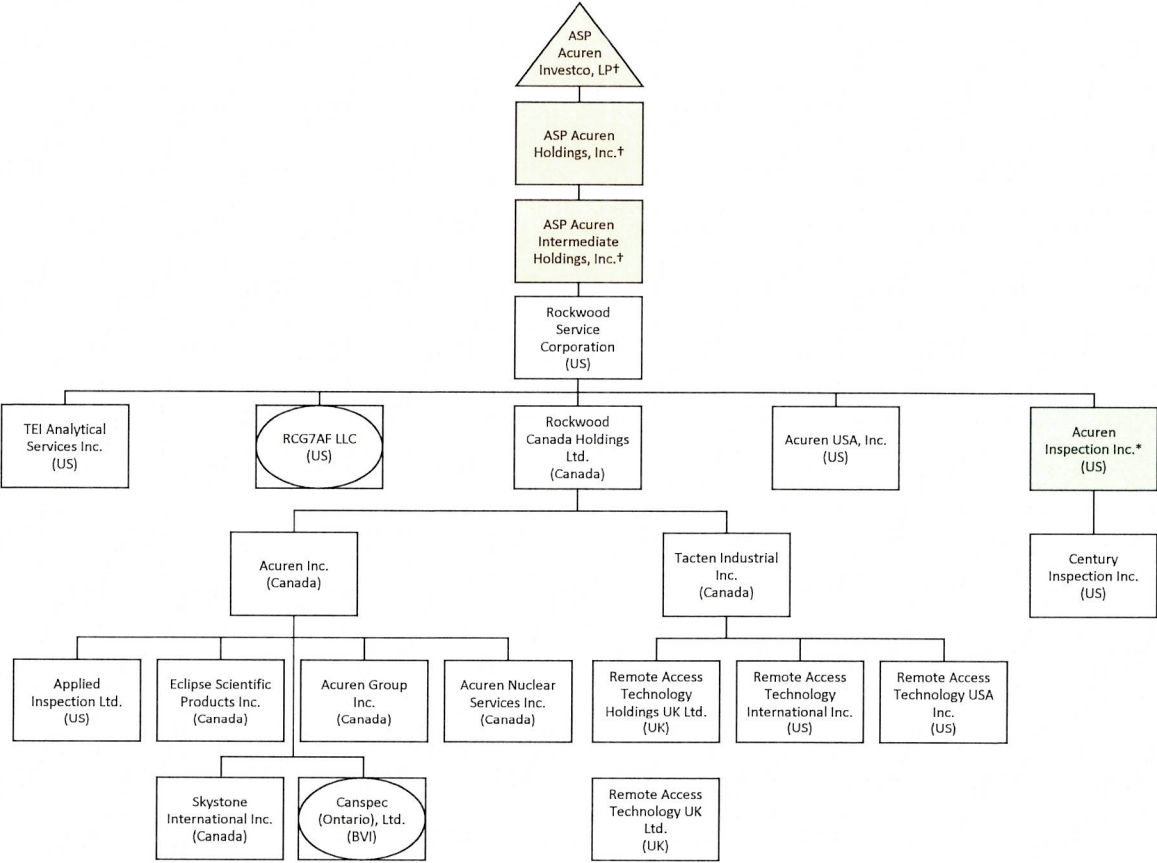 ASP
Acuren
Investco, LP†
ASP Acuren
Holdings, Inc.†
ASP Acuren
Intermediate
Holdings, Inc.†
Rockwood
Service
Corporation
(US)
TEI Analytical
Services Inc.
(US)
RCG7AF LLC
(US)
Rockwood
Canada Holdings
Ltd.
(Canada)
Acuren USA, Inc.
(US)
Acuren
Inspection Inc.*
(US)
Acuren Inc.
(Canada)
Tacten Industrial
Inc.
(Canada)
Century
Inspection Inc.
(US)
Applied
Inspection Ltd.
(US)
Eclipse Scientific
Products Inc.
(Canada)
Acuren Group
Inc.
(Canada)
Acuren Nuclear
Services Inc.
(Canada)
Remote Access
Technology
Holdings UK Ltd.
(UK)
Remote Access
Technology
International Inc.
(US)
Remote Access
Technology USA
Inc.
(US)
Skystone
International Inc.
(Canada)
Canspec
(Ontario), Ltd.
(BVI)
Remote Access
Technology UK
Ltd.
(UK)